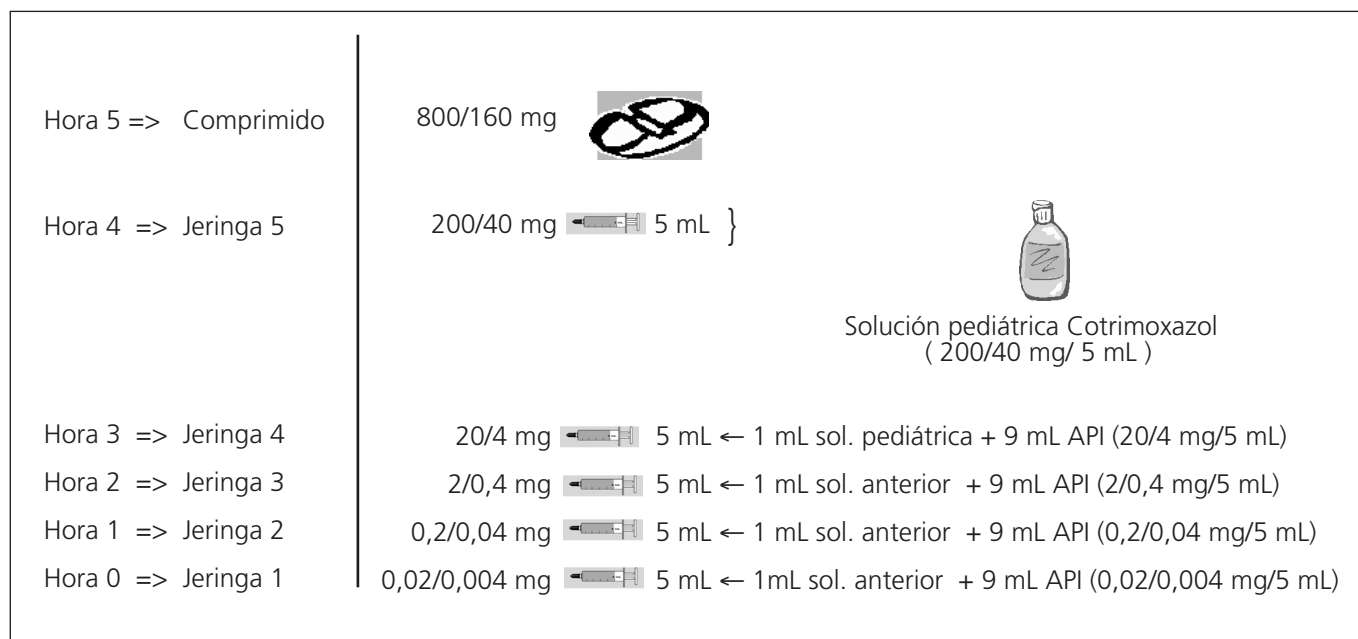 Hora 5 => Comprimido 800/160 mg
Hora 4 => Jeringa 5 200/40 mg 5 mL }
Solución pediátrica Cotrimoxazol
( 200/40 mg/ 5 mL )
Hora 3 => Jeringa 4 20/4 mg 5 mL ← 1 mL sol. pediátrica + 9 mL API (20/4 mg/5 mL)
Hora 2 => Jeringa 3 2/0,4 mg 5 mL ← 1 mL sol. anterior + 9 mL API (2/0,4 mg/5 mL)
Hora 1 => Jeringa 2 0,2/0,04 mg 5 mL ← 1 mL sol. anterior + 9 mL API (0,2/0,04 mg/5 mL)
Hora 0 => Jeringa 1 0,02/0,004 mg 5 mL ← 1mL sol. anterior + 9 mL API (0,02/0,004 mg/5 mL)